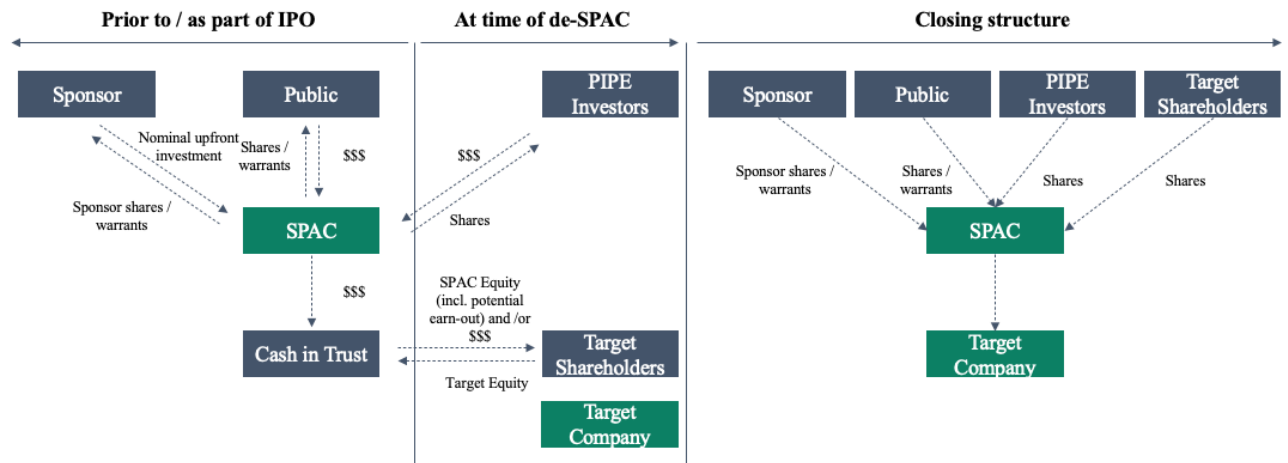 Prior to / as part of IPO
At time of de-SPAC
Closing structure
Sponsor
Public
PIPE
Investors
Sponsor
Public
PIPE
Investors
Target
Shareholders
Nominal upfront
investment
Shares /
warrants
$$$
$$$
Sponsor shares /
warrants
Shares
Sponsor shares /
warrants
Shares /
warrants
Shares
Shares
SPAC
SPAC
$$$
SPAC Equity
(incl. potential
earn-out) and /or
$$$
Cash in Trust
Target
Shareholders
Target Equity
Target
Company
Target
Company